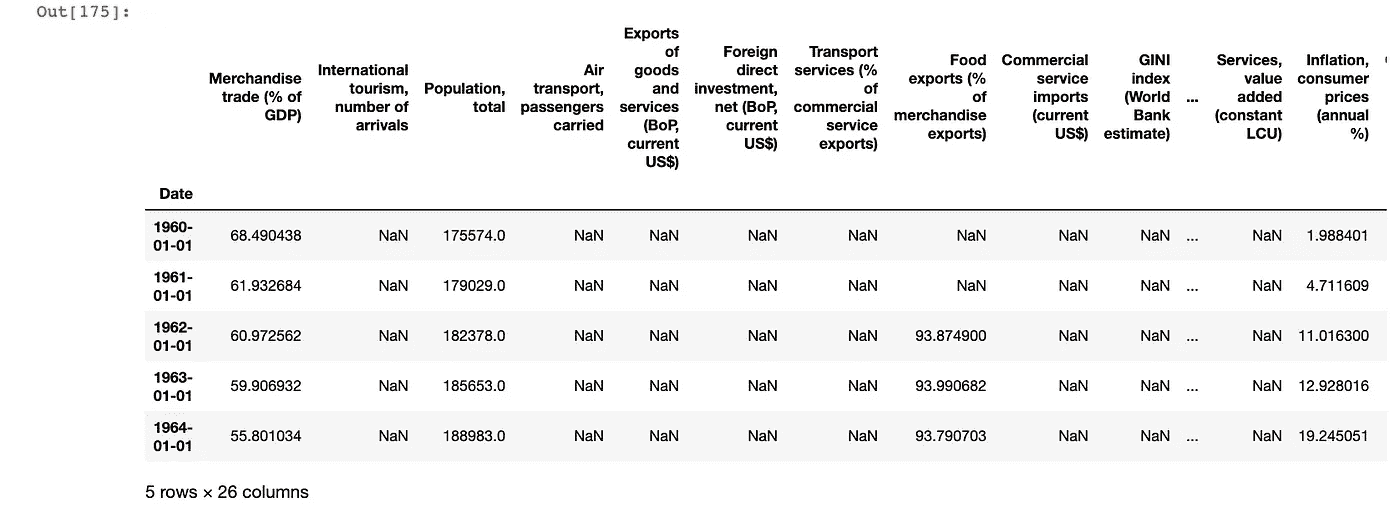 Out[175]:
Merchandise trade (% of GDP) International tourism, number of arrivals Population, total Air transport, passengers carried Exports of goods and services (BoP, current US$) Foreign direct investment, net (BoP, current US$) Transport services (% of commercial service exports) Food exports (% of merchandise exports) Commercial service imports (current US$) GINI index (World Bank estimate) ... Services, value added (constant LCU) Inflation, consumer prices (annual %)
Date
1960-01-01 68.490438 NaN 175574.0 NaN NaN NaN NaN NaN NaN NaN ... NaN 1.988401
1961-01-01 61.932684 NaN 179029.0 NaN NaN NaN NaN NaN NaN NaN ... NaN 4.711609
1962-01-01 60.972562 NaN 182378.0 NaN NaN NaN NaN 93.874900 NaN NaN ... NaN 11.016300
1963-01-01 59.906932 NaN 185653.0 NaN NaN NaN NaN 93.990682 NaN NaN ... NaN 12.928016
1964-01-01 55.801034 NaN 188983.0 NaN NaN NaN NaN 93.790703 NaN NaN ... NaN 19.245051
5 rows × 26 columns